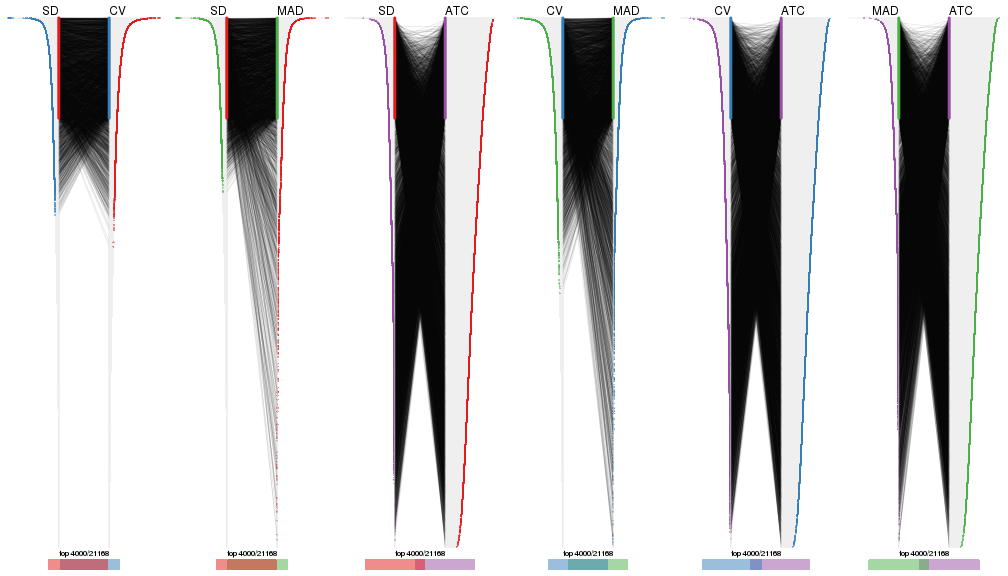 SD CV
SD MAD
SD ATC
CV MAD
CV ATC
MAD ATC
top 4000/21168
top 4000/21168
top 4000/21168
top 4000/21168
top 4000/21168
top 4000/21168